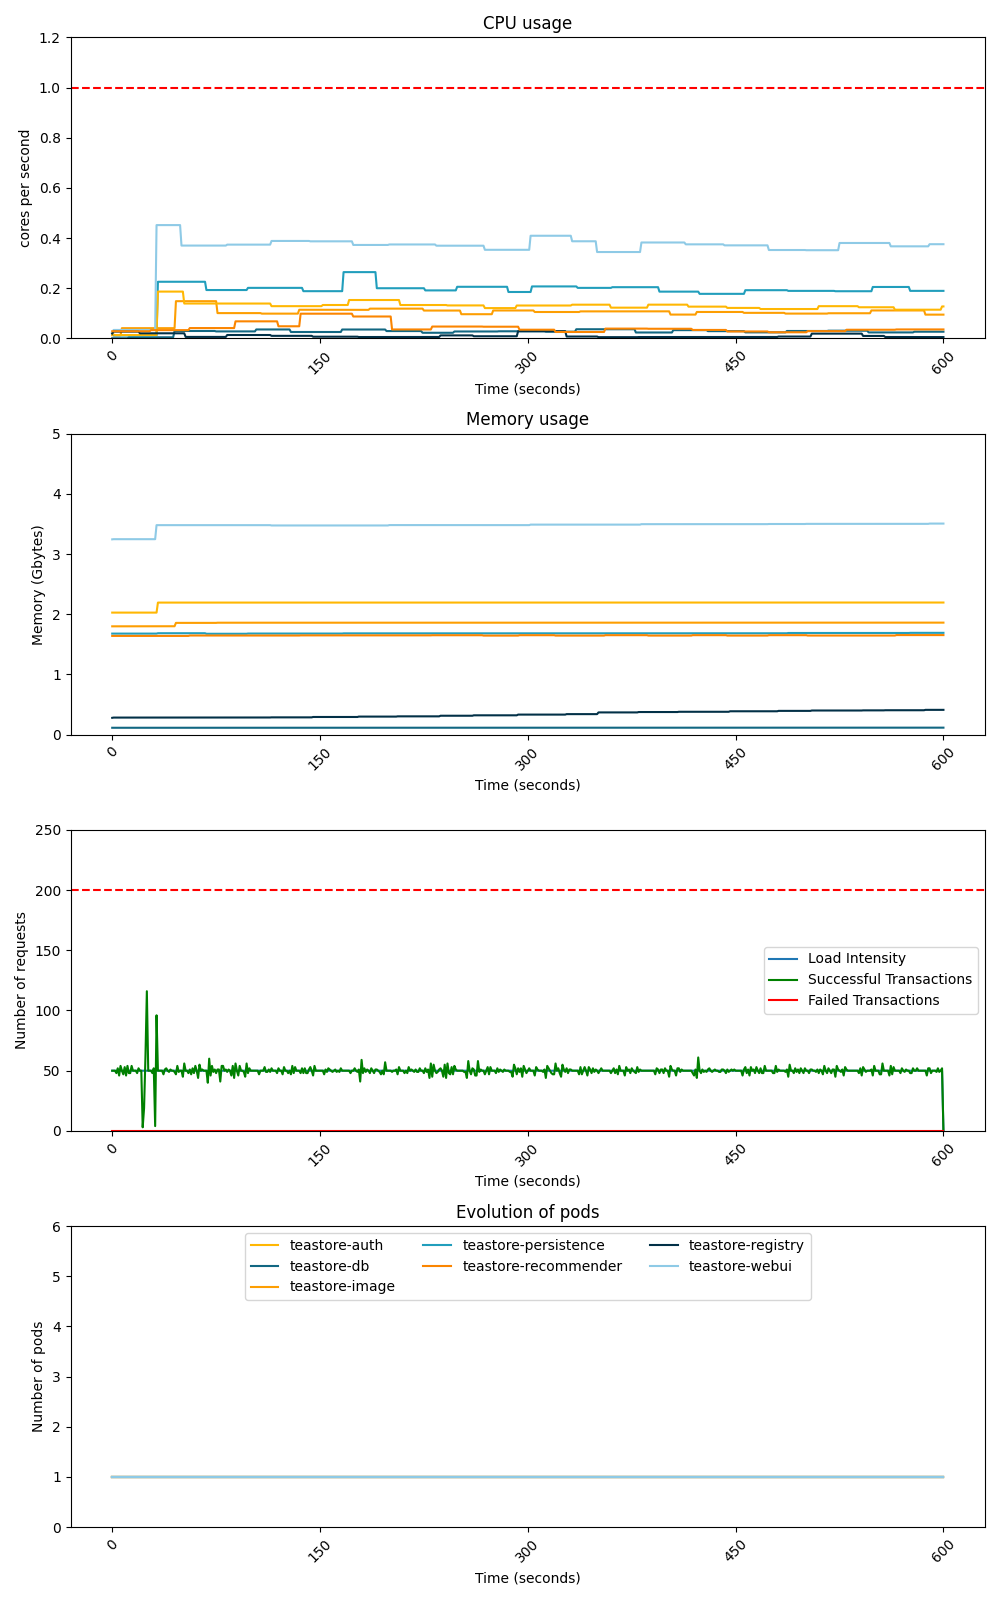 CPU usage
1.2
1.0
0.8
0.6
0.4
0.2
0.0
cores per second
0
150
300
450
600
Time (seconds)
Memory usage
5
4
3
2
1
0
Memory (Gbytes)
0
150
300
450
600
Time (seconds)
250
200
150
100
50
0
Number of requests
Load Intensity
Successful Transactions
Failed Transactions
0
150
300
450
600
Time (seconds)
Evolution of pods
6
5
4
3
2
1
0
Number of pods
teastore-auth
teastore-db
teastore-image
teastore-persistence
teastore-recommender
teastore-registry
teastore-webui
0
150
300
450
600
Time (seconds)